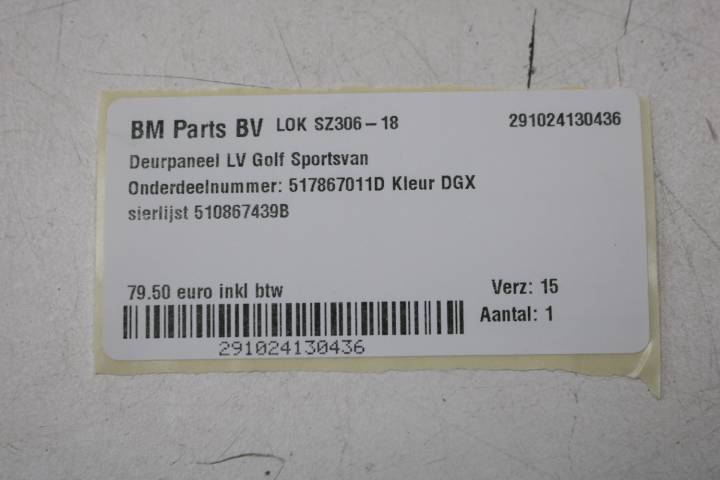 BM Parts BV LOK SZ306-18 291024130436
Deurpaneel LV Golf Sportsvan
Onderdeelnummer: 517867011D Kleur DGX
sierlijst 510867439B
79.50 euro inkl btw Verz: 15
Aantal: 1
291024130436